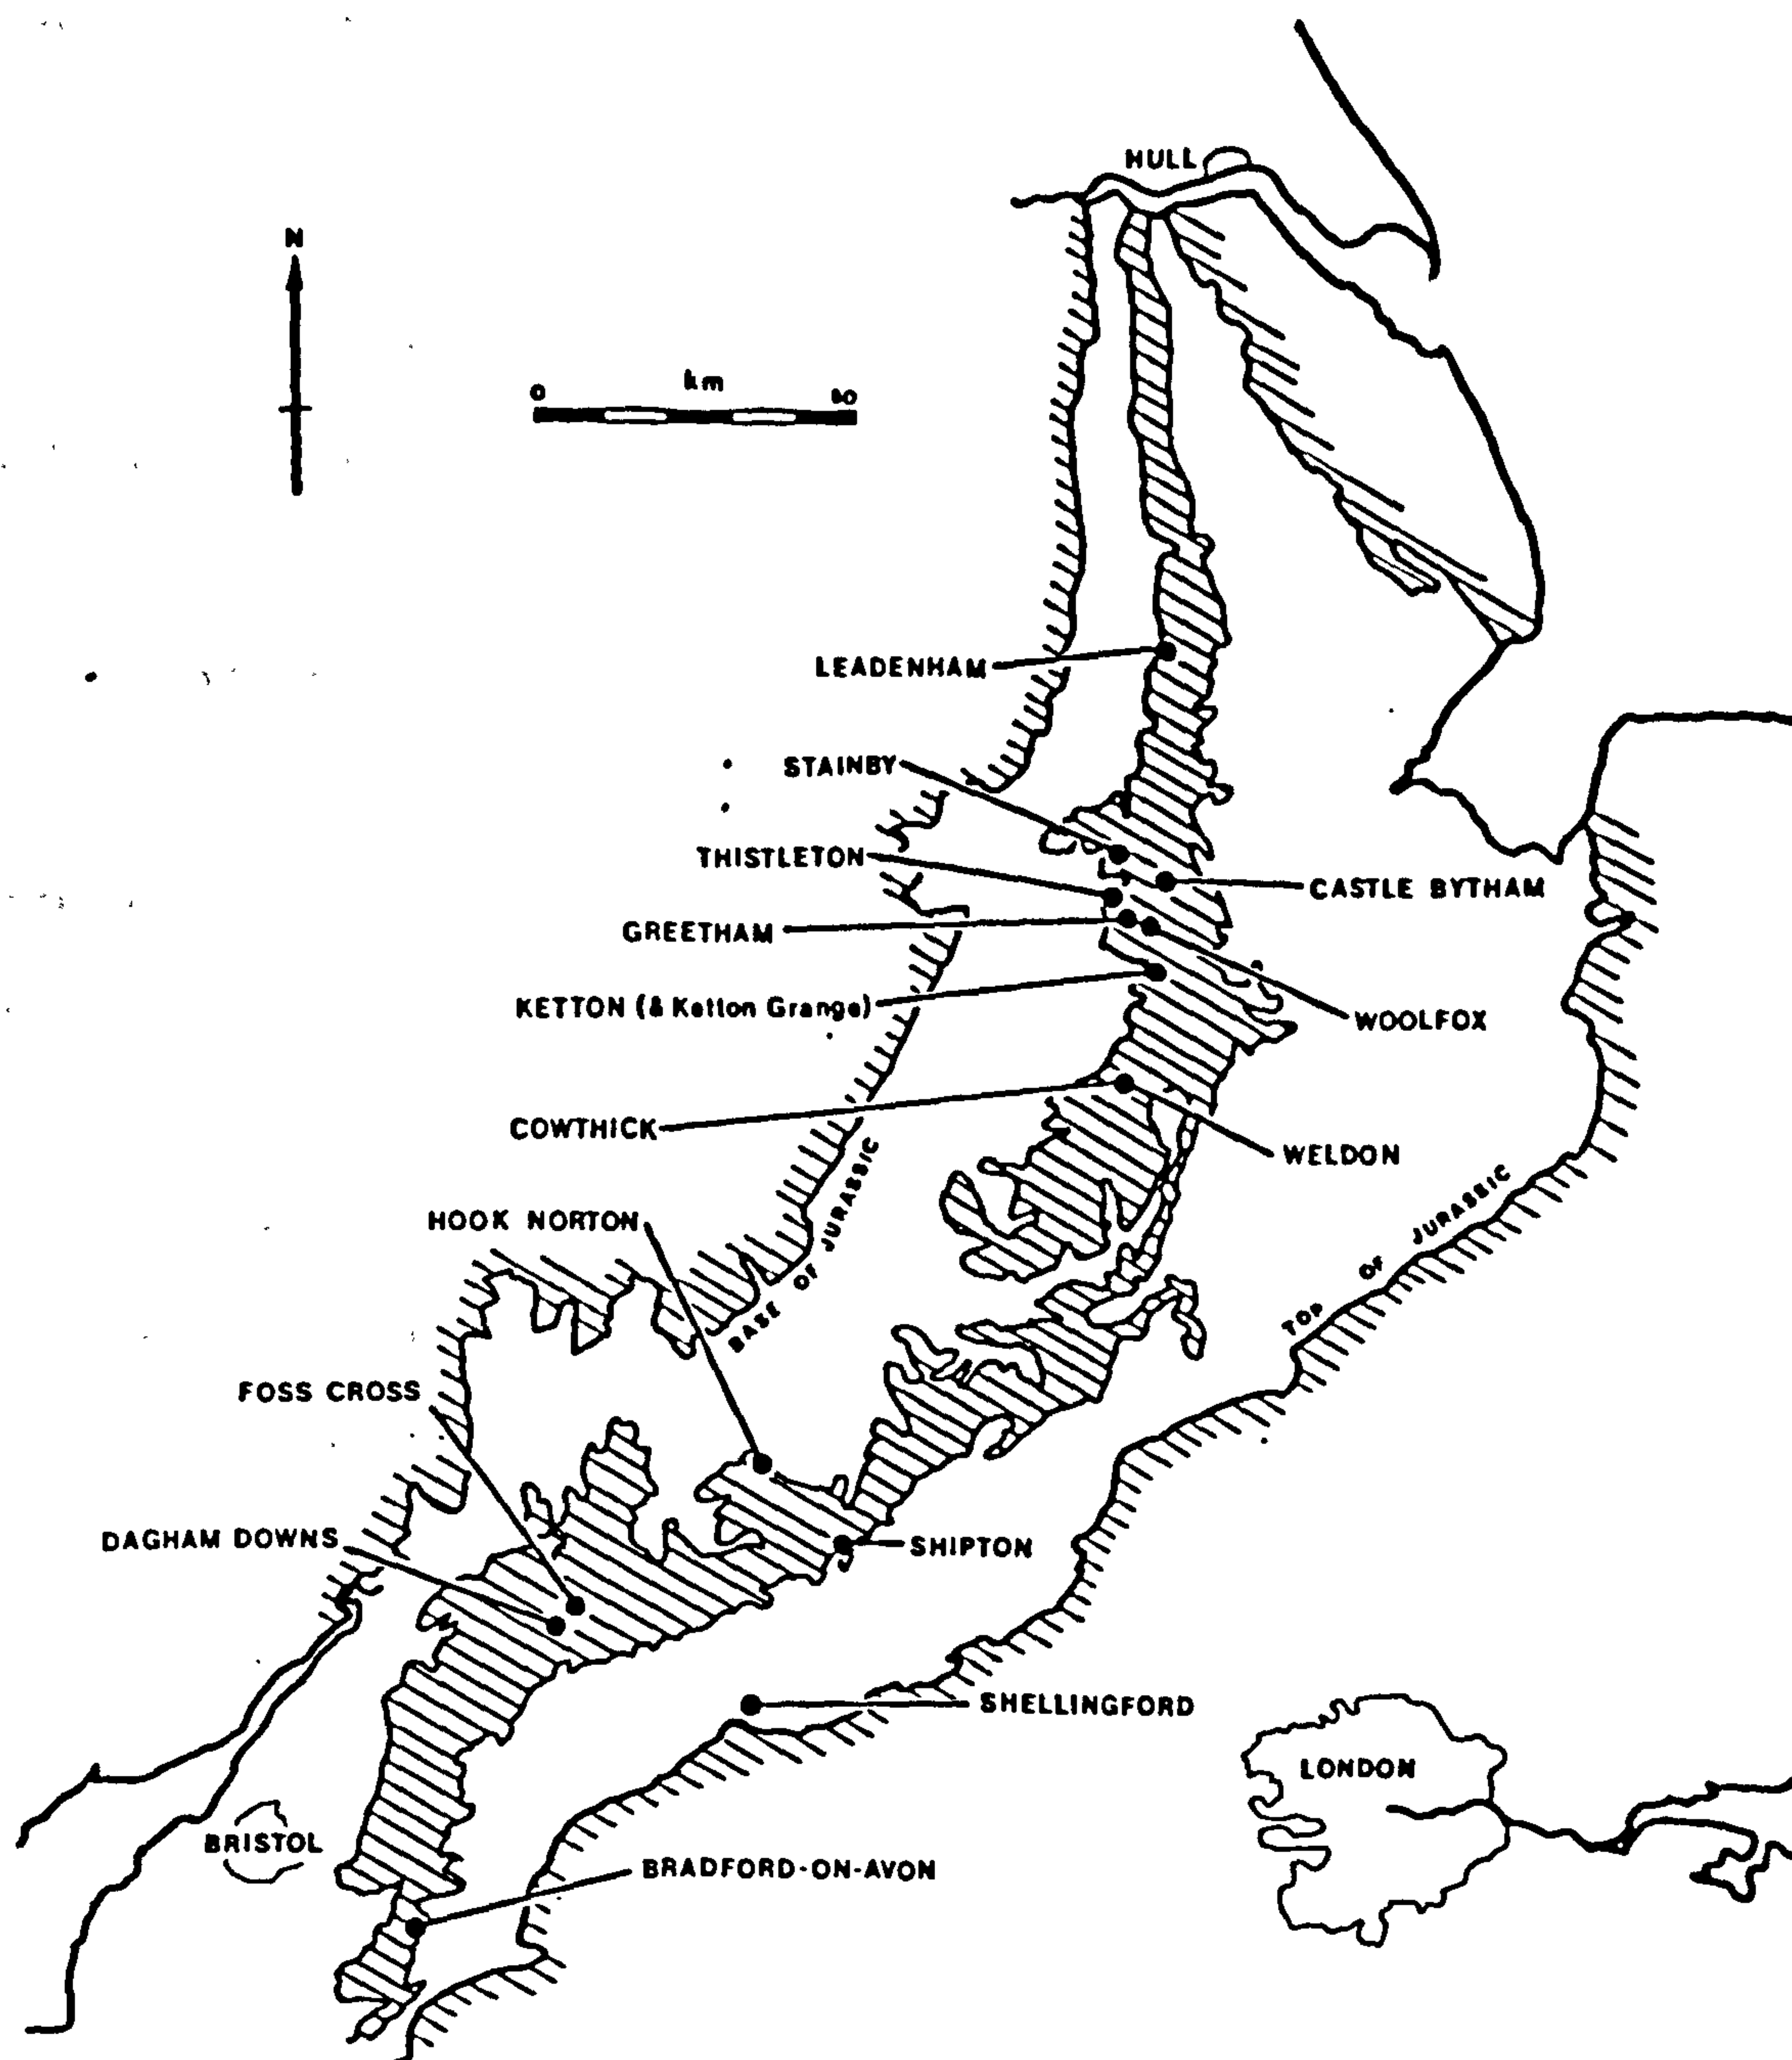 HULL
N
km
0
50
LEADENHAM
STAINBY
THISTLETON
CASTLE BYTHAM
GREETHAM
KETTON (& Ketton Grange)
WOOLFOX
COWTHICK
WELDON
BASE OF JURASSIC
HOOK NORTON
TOP OF JURASSIC
FOSS CROSS
DAGHAM DOWNS
SHIPTON
SHELLINGFORD
LONDON
BRISTOL
BRADFORD-ON-AVON